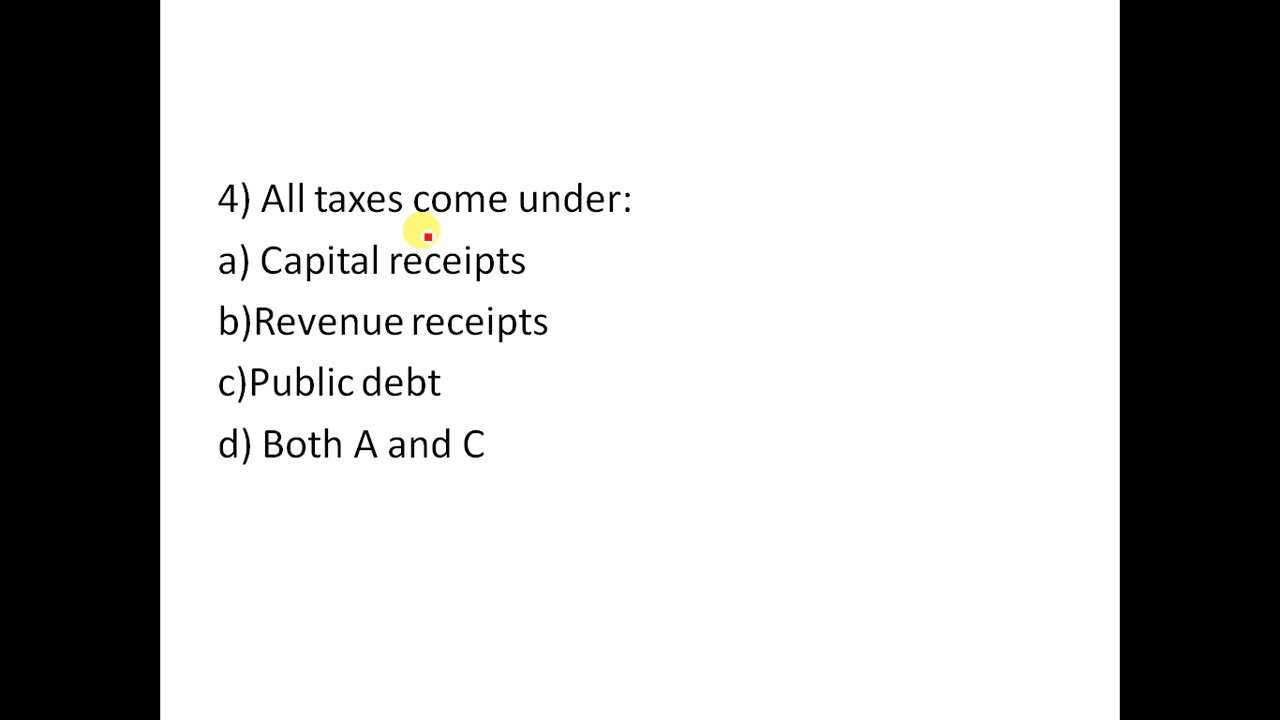 4) All taxes come under:
a) Capital receipts
b)Revenue receipts
c)Public debt
d) Both A and C